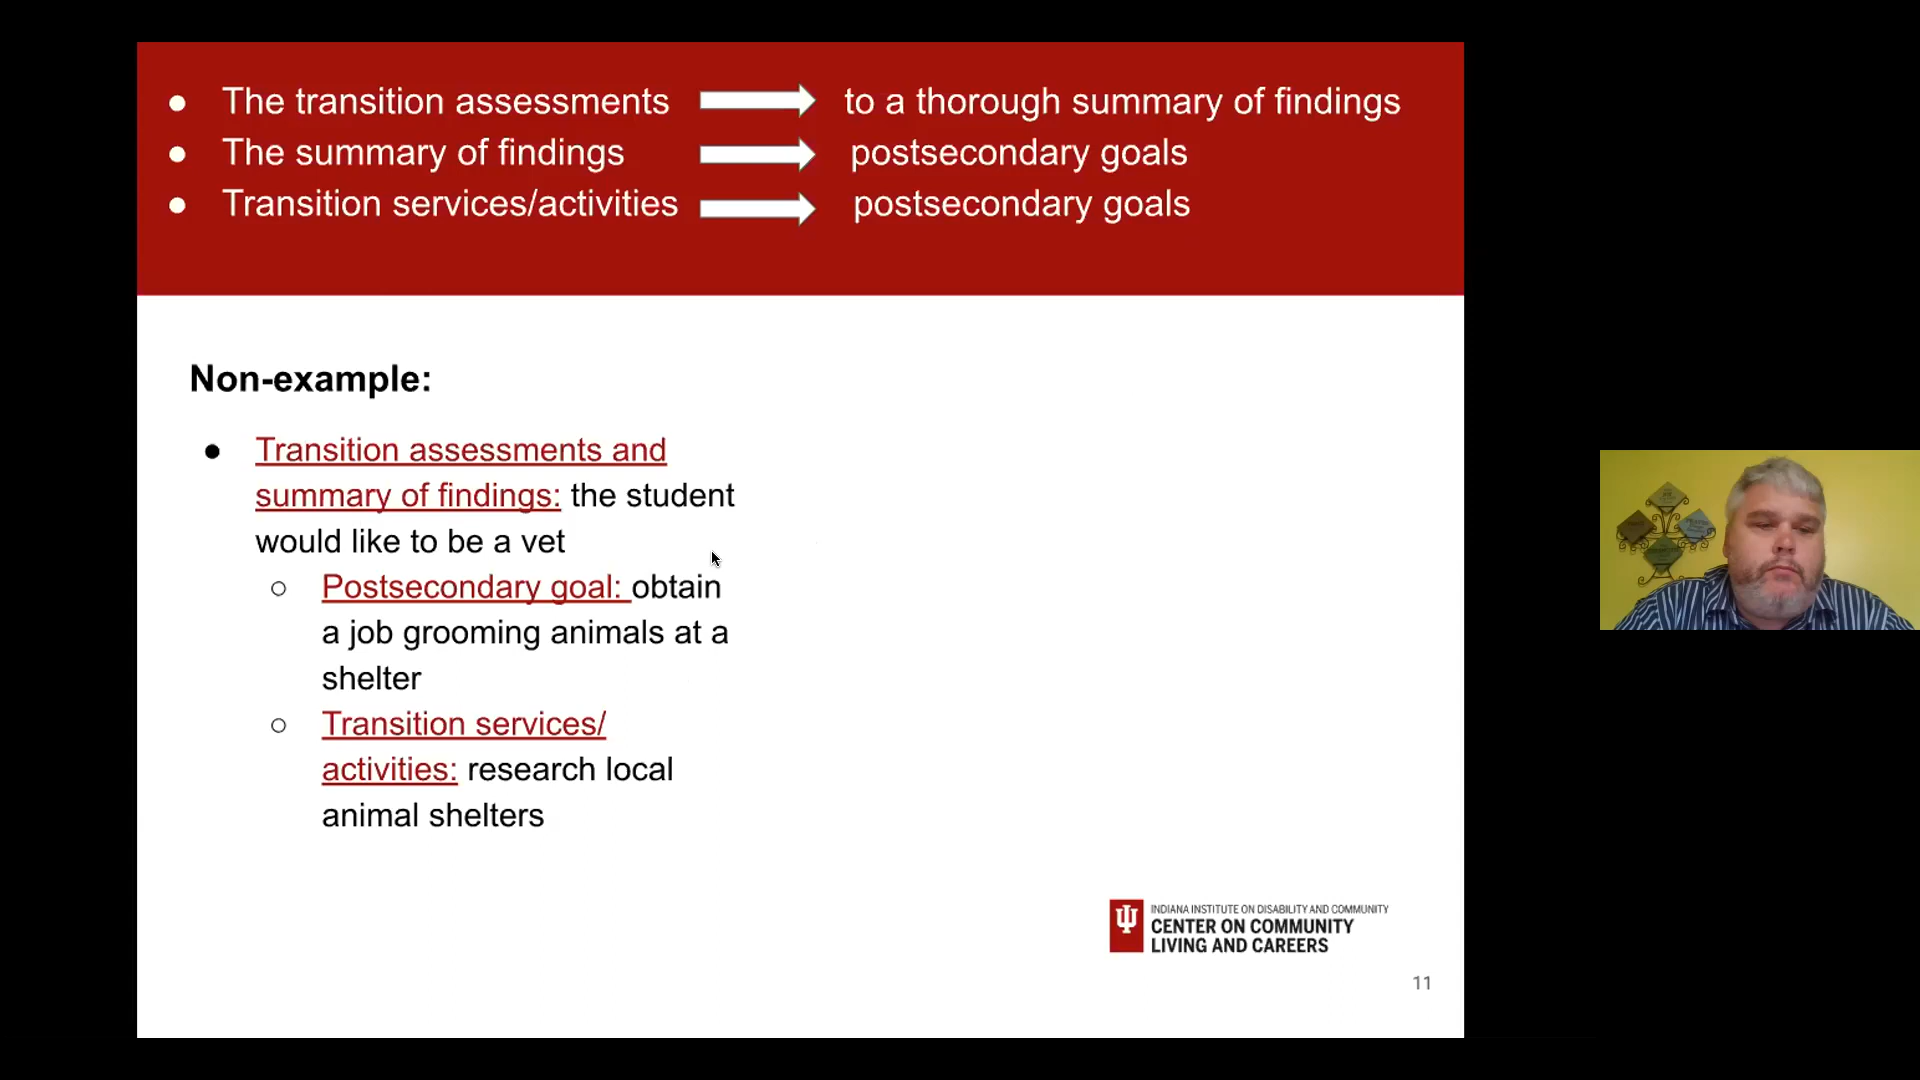 ● The transition assessments to a thorough summary of findings
● The summary of findings postsecondary goals
● Transition services/activities postsecondary goals
Non-example:
● Transition assessments and
summary of findings: the student
would like to be a vet
○ Postsecondary goal: obtain
a job grooming animals at a
shelter
○ Transition services/
activities: research local
animal shelters
INDIANA INSTITUTE ON DISABILITY AND COMMUNITY
CENTER ON COMMUNITY
LIVING AND CAREERS
11